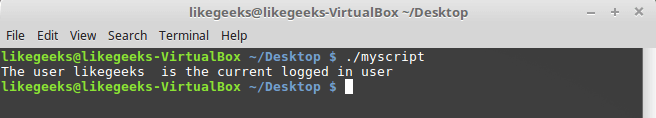 likegeeks@likegeeks-VirtualBox ~/Desktop
File Edit View Search Terminal Help
likegeeks@likegeeks-VirtualBox ~/Desktop $ ./myscript
The user likegeeks  is the current logged in user
likegeeks@likegeeks-VirtualBox ~/Desktop $